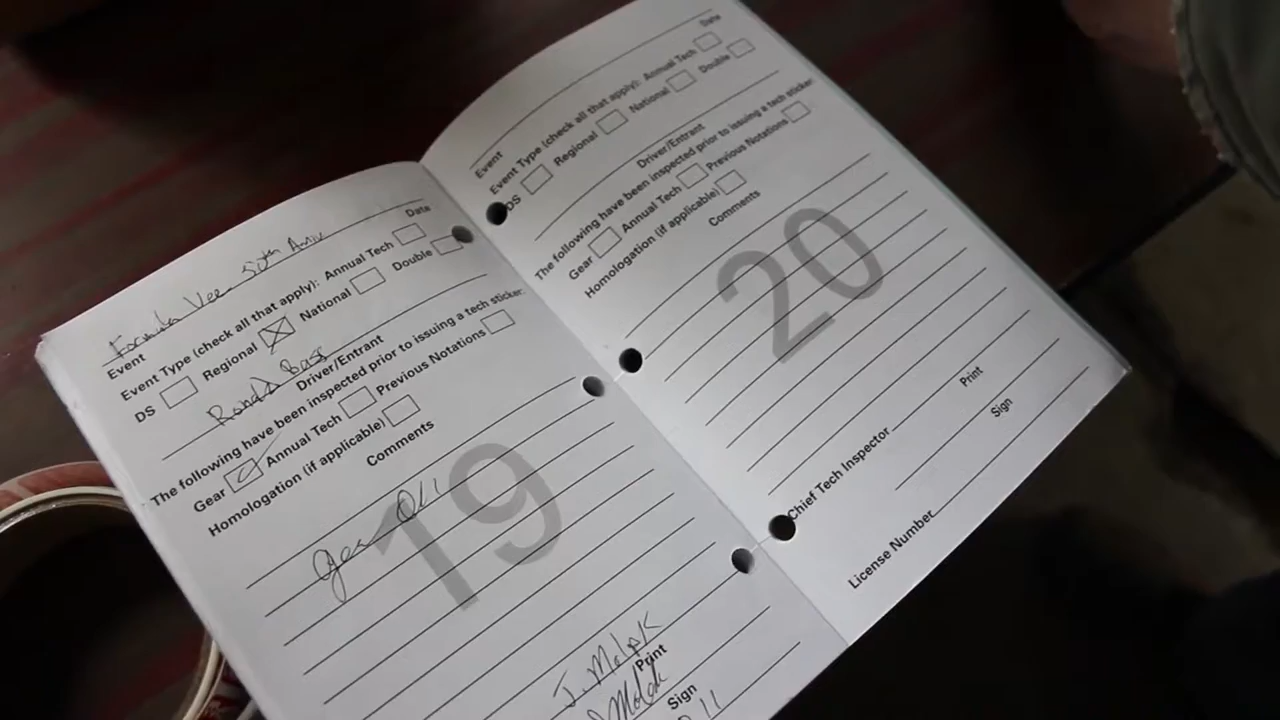 Formula Vee 50th Anniv
Event
Date
Event Type (check all that apply): Annual Tech
DS
Regional
National
Double
Ronald Bass
Driver/Entrant
The following have been inspected prior to issuing a tech sticker:
Gear
Annual Tech
Previous Notations
Homologation (if applicable)
Comments
19
Print
Sign
11
Event
Date
Event Type (check all that apply): Annual Tech
DS
Regional
National
Double
Driver/Entrant
The following have been inspected prior to issuing a tech sticker:
Gear
Annual Tech
Previous Notations
Homologation (if applicable)
Comments
20
Print
Chief Tech Inspector
Sign
License Number